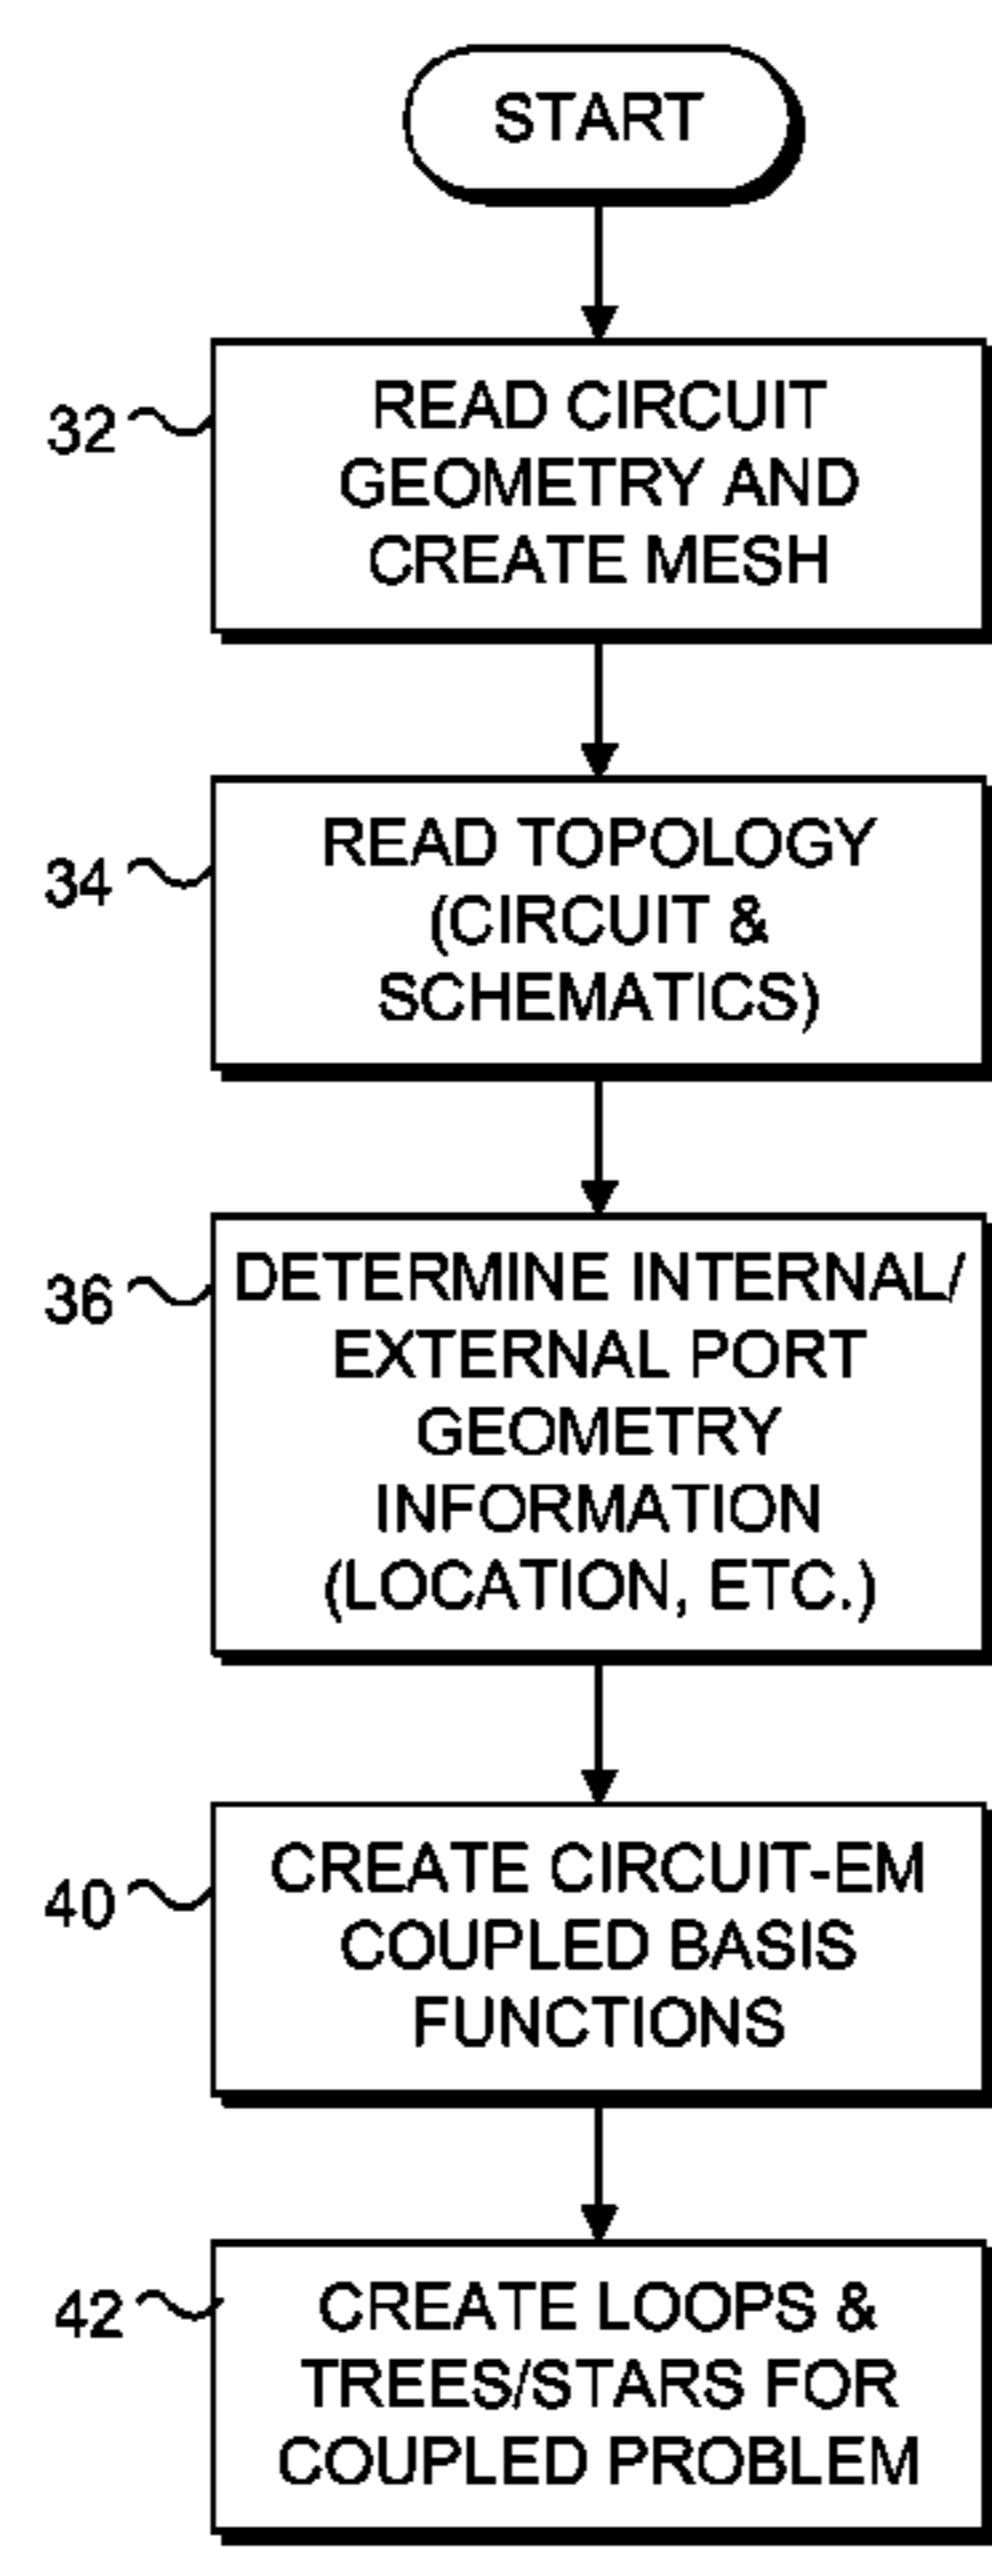 START
32
READ CIRCUIT
GEOMETRY AND
CREATE MESH
34
READ TOPOLOGY
(CIRCUIT &
SCHEMATICS)
36
DETERMINE INTERNAL/
EXTERNAL PORT
GEOMETRY
INFORMATION
(LOCATION, ETC.)
40
CREATE CIRCUIT-EM
COUPLED BASIS
FUNCTIONS
42
CREATE LOOPS &
TREES/STARS FOR
COUPLED PROBLEM